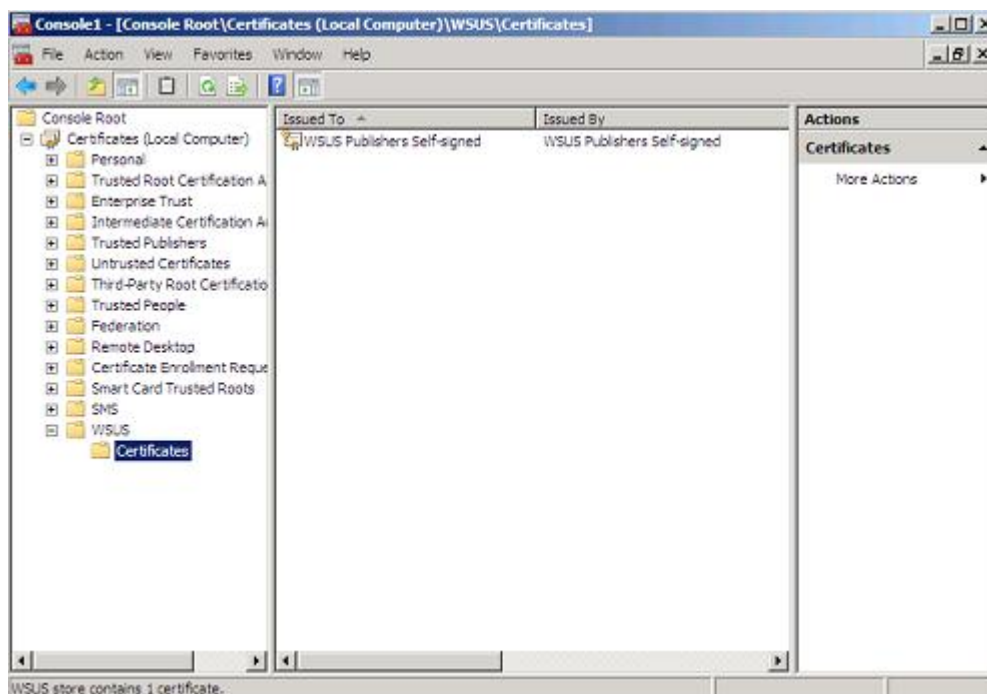 Console1 - [Console Root\Certificates (Local Computer)\WSUS\Certificates]
File Action View Favorites Window Help
Console Root
Certificates (Local Computer)
Personal
Trusted Root Certification A
Enterprise Trust
Intermediate Certification Au
Trusted Publishers
Untrusted Certificates
Third-Party Root Certificatio
Trusted People
Federation
Remote Desktop
Certificate Enrollment Reque
Smart Card Trusted Roots
SMS
WSUS
Certificates
Issued To Issued By
WSUS Publishers Self-signed WSUS Publishers Self-signed
Actions
Certificates
More Actions
WSUS store contains 1 certificate.